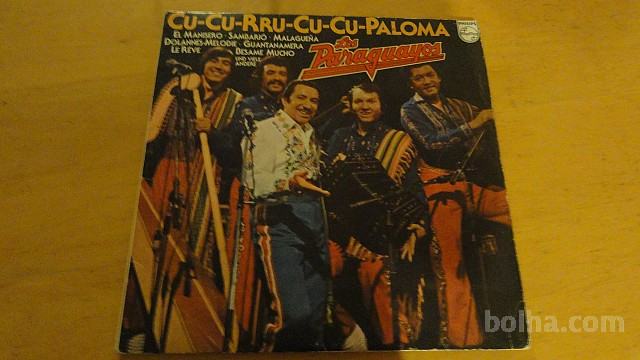 CU-CU-RRU-CU-CU-PALOMA
EL MANISERO · SAMBARIO · MALAGUEÑA
DOLANNES-MELODIE · GUANTANAMERA
LE RÊVE BESAME MUCHO
UND VIELE
ANDERE
Los
Paraguayos
PHILIPS
bolha.com